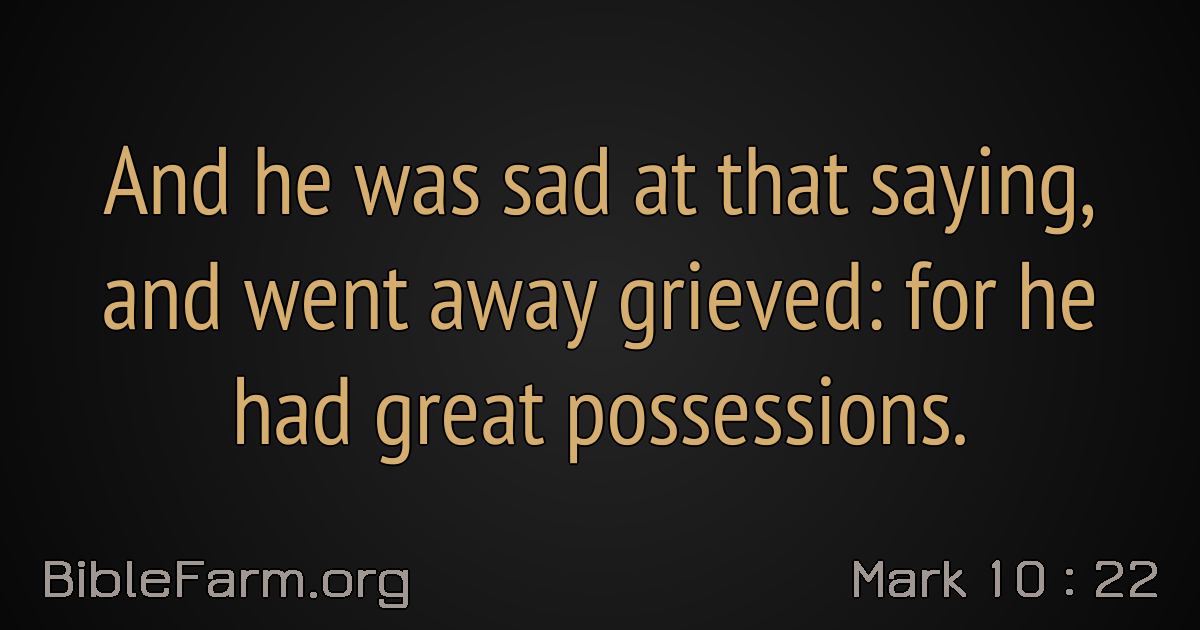 And he was sad at that saying,
and went away grieved: for he
had great possessions.
BibleFarm.org
Mark 10 : 22